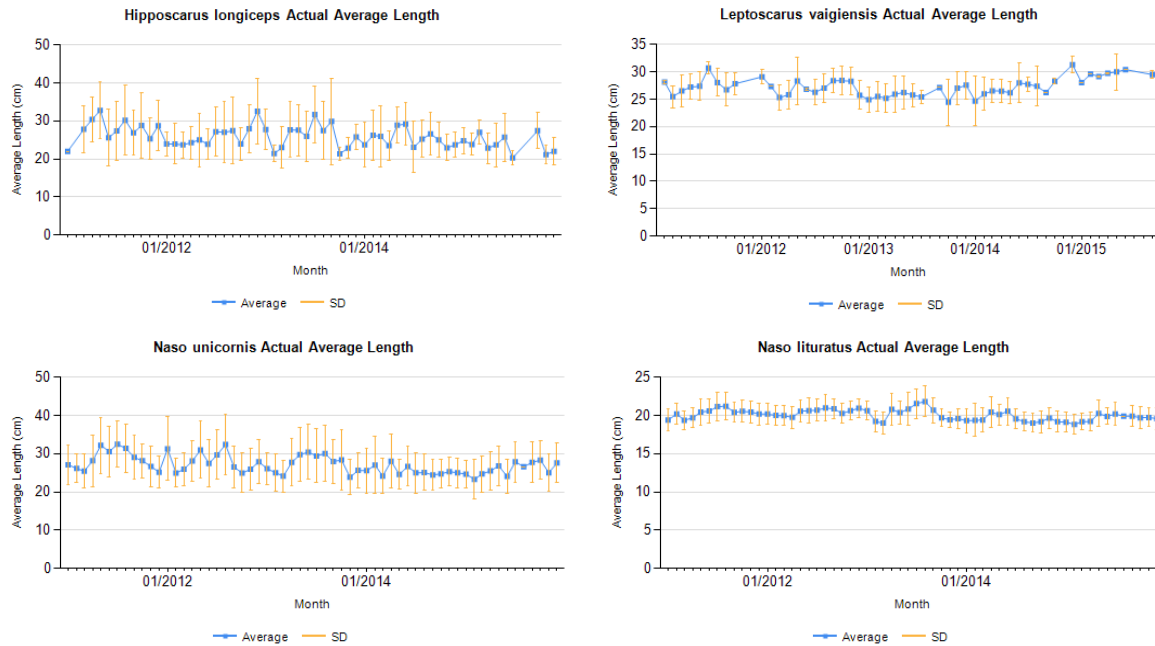 Hipposcarus longiceps Actual Average Length
Average Length (cm)
50
40
30
20
10
0
01/2012 01/2014
Month
Average SD
Leptoscarus vaigiensis Actual Average Length
Average Length (cm)
35
30
25
20
15
10
5
0
01/2012 01/2013 01/2014 01/2015
Month
Average SD
Naso unicornis Actual Average Length
Average Length (cm)
50
40
30
20
10
0
01/2012 01/2014
Month
Average SD
Naso lituratus Actual Average Length
Average Length (cm)
25
20
15
10
5
0
01/2012 01/2014
Month
Average SD